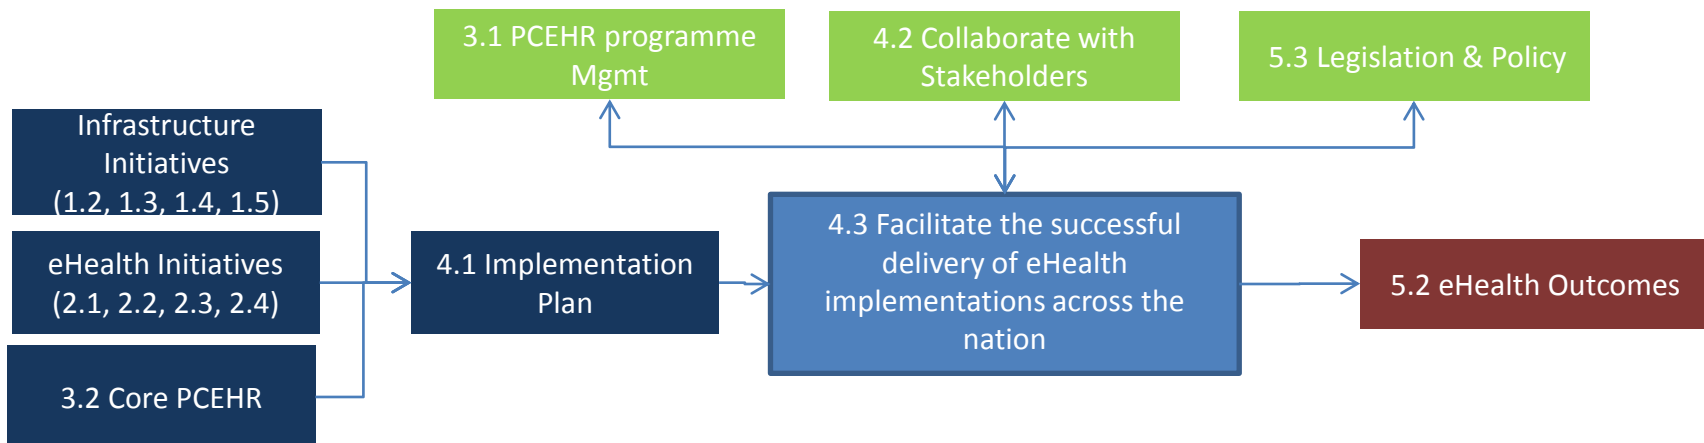 3.1 PCEHR programme
Mgmt
4.2 Collaborate with
Stakeholders
5.3 Legislation & Policy
Infrastructure
Initiatives
(1.2, 1.3, 1.4, 1.5)
eHealth Initiatives
(2.1, 2.2, 2.3, 2.4)
3.2 Core PCEHR
4.1 Implementation
Plan
4.3 Facilitate the successful
delivery of eHealth
implementations across the
nation
5.2 eHealth Outcomes